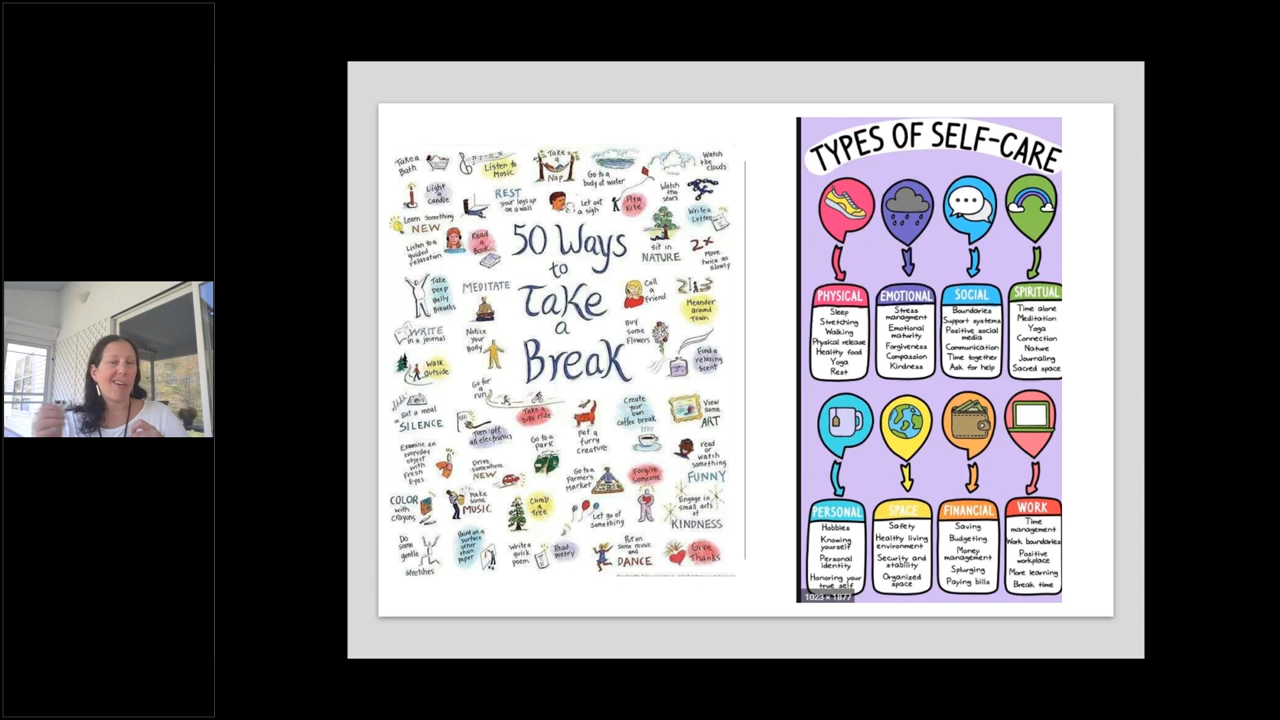 Take a
Bath
Listen to
Music
Take
a
Nap
Go to a
body of water
Watch
the clouds
Light
a
candle
REST
your legs up
on a wall
Let out
a sigh
Fly a
Kite
Watch
the
stars
Write a
Letter
Learn something
NEW
Read
a
Book
Listen to a
guided
relaxation
50 Ways
to
Take
a
Break
sit in
NATURE
2x
Move
twice as
slowly
Take
Deep
Belly
Breaths
MEDITATE
Call
a
friend
Meander
around
Town
WRITE
in a journal
Notice
your
Body
Buy
some
Flowers
Find a
relaxing
Scent
Walk
Outside
Go for
a
run
Eat a meal
in
SILENCE
Turn off
all electronics
Take a
bike ride
Pet
a
furry
creature
Create
your
own
coffee break
View
some
ART
Examine an
everyday
object
with
Fresh
Eyes
Drive
somewhere
NEW
Go to a
park
Go to a
Farmer's
Market
Forgive
someone
read
or
watch
something
FUNNY
COLOR
with
crayons
Make
some
MUSIC
Climb
a
Tree
Let go of
something
Engage in
small acts
of
KINDNESS
Do
some
gentle
stretches
Paint on a
surface
other
than
paper
Write a
quick
poem
Read
poetry
Put on
some music
and
DANCE
Give
Thanks
TYPES OF SELF-CARE
PHYSICAL
Sleep
Stretching
Walking
Physical release
Healthy food
Yoga
Rest
EMOTIONAL
Stress
managment
Emotional
maturity
Forgiveness
Compassion
Kindness
SOCIAL
Boundaries
Support systems
Positive social
media
Communication
Time together
Ask for help
SPIRITUAL
Time alone
Meditation
Yoga
Connection
Nature
Journaling
Sacred space
PERSONAL
Hobbies
Knowing
yourself
Personal
identity
Honoring your
true self
SPACE
Safety
Healthy living
environment
Security and
stability
Organized
space
FINANCIAL
Saving
Budgeting
Money
management
Splurging
Paying bills
WORK
Time
management
Work boundaries
Positive
workplace
More learning
Break time
1023 × 1877